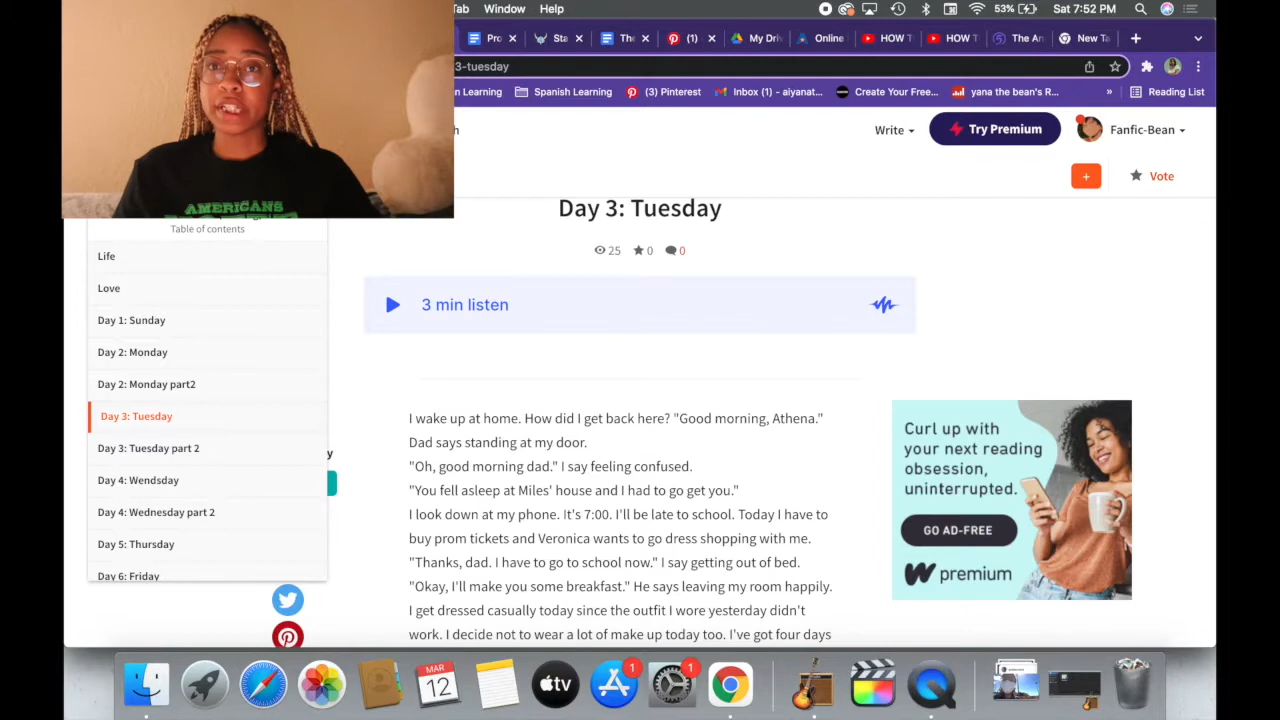 Tab Window Help 53% Sat 7:52 PM
Pro Sta The (1) My Driv Online HOW T HOW T The An New Ta
3-tuesday
n Learning Spanish Learning (3) Pinterest Inbox (1) - aiyanat... Create Your Free... yana the bean's R... » Reading List
h Write Try Premium Fanfic-Bean
+ Vote
AMERICANS
Table of contents
Life
Love
Day 1: Sunday
Day 2: Monday
Day 2: Monday part2
Day 3: Tuesday
Day 3: Tuesday part 2
Day 4: Wendsday
Day 4: Wednesday part 2
Day 5: Thursday
Day 6: Friday
y
Day 3: Tuesday
25 0 0
3 min listen
I wake up at home. How did I get back here? "Good morning, Athena."
Dad says standing at my door.
"Oh, good morning dad." I say feeling confused.
"You fell asleep at Miles' house and I had to go get you."
I look down at my phone. It's 7:00. I'll be late to school. Today I have to
buy prom tickets and Veronica wants to go dress shopping with me.
"Thanks, dad. I have to go to school now." I say getting out of bed.
"Okay, I'll make you some breakfast." He says leaving my room happily.
I get dressed casually today since the outfit I wore yesterday didn't
work. I decide not to wear a lot of make up today too. I've got four days
Curl up with
your next reading
obsession,
uninterrupted.
GO AD-FREE
premium
MAR
12
tv
1
1